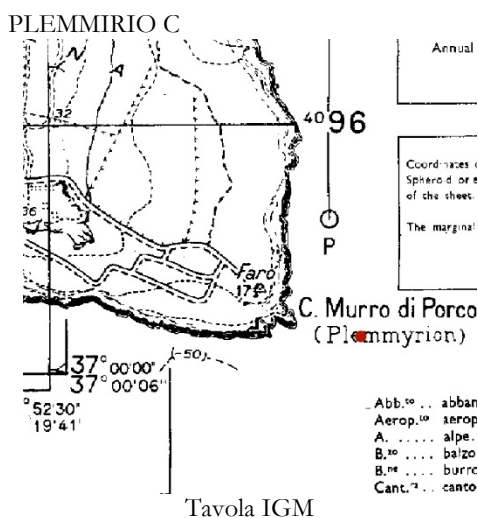 PLEMMIRIO C
Annual
32
N
A
⁴⁰96
Coordinates
Spheroid or e
of the sheet.
The marginal
36
P
Faro
17
C. Murro di Porco
(Plemmyrion)
(-50)
37° 00'00"
37° 00'06"
° 52'30"
19'41"
Abb.to .. abban
Aerop.to aerop
A. ..... alpe.
B.zo .... balzo
B.ne .... burro
Cant.ra .. canto
Tavola IGM